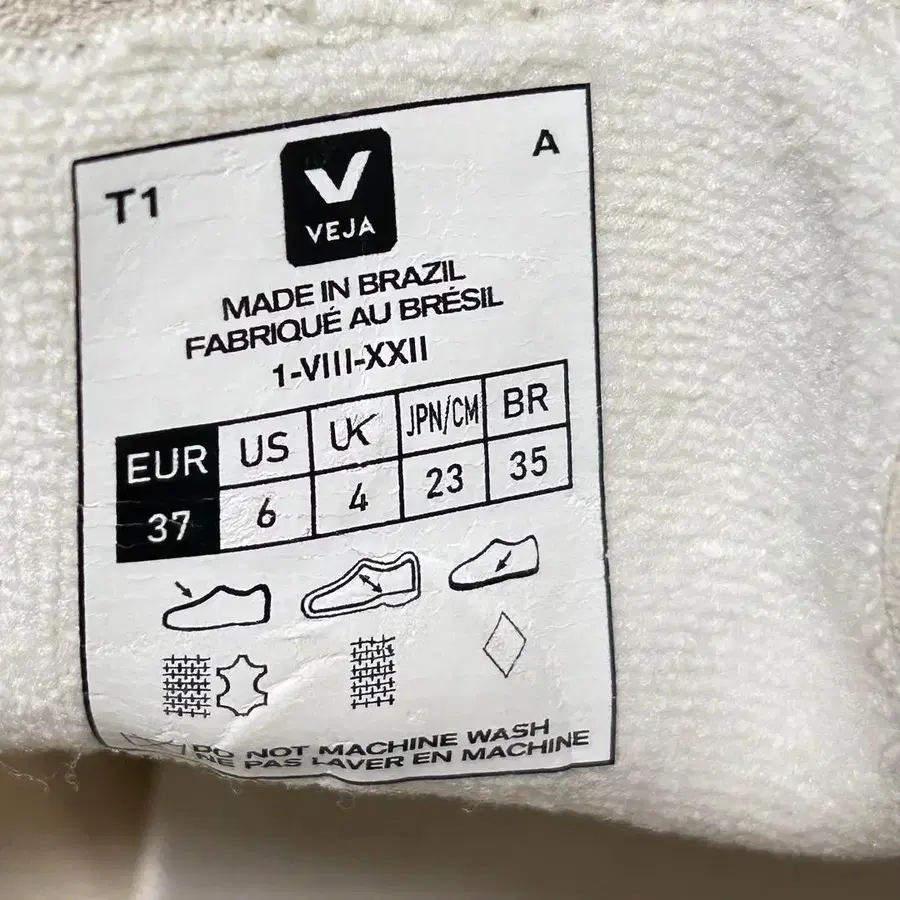 T1
A
VEJA
MADE IN BRAZIL
FABRIQUÉ AU BRÉSIL
1-VIII-XXII
EUR US UK JPN/CM BR
37 6 4 23 35
DO NOT MACHINE WASH
NE PAS LAVER EN MACHINE